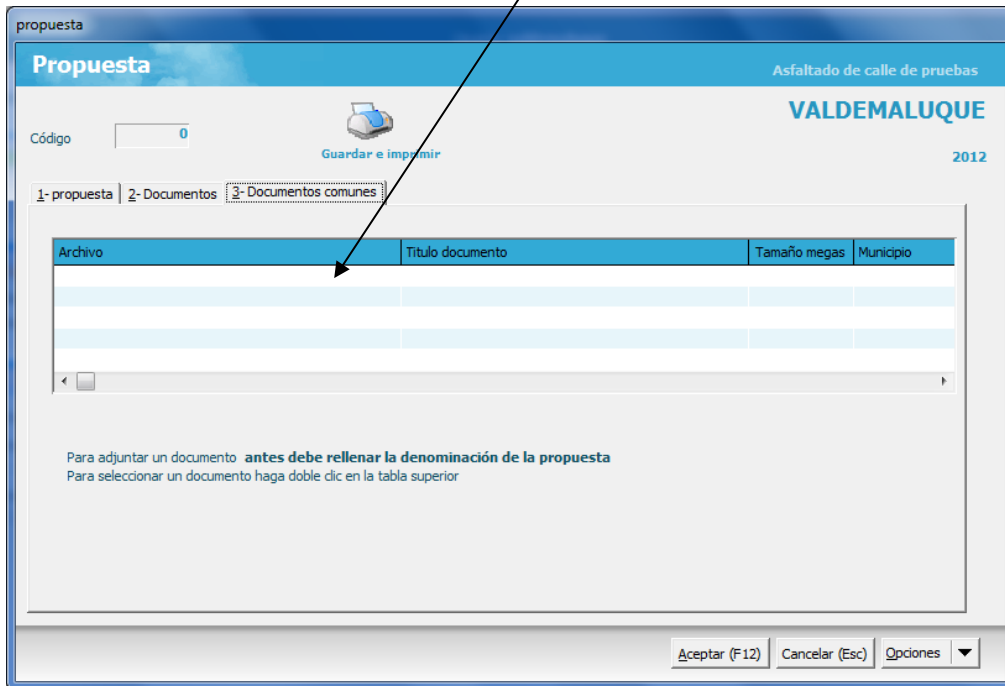 propuesta
Propuesta
Asfaltado de calle de pruebas
VALDEMALUQUE
Código 0
Guardar e imprimir
2012
1- propuesta 2- Documentos 3- Documentos comunes
Archivo Titulo documento Tamaño megas Municipio
Para adjuntar un documento antes debe rellenar la denominación de la propuesta
Para seleccionar un documento haga doble clic en la tabla superior
Aceptar (F12) Cancelar (Esc) Opciones